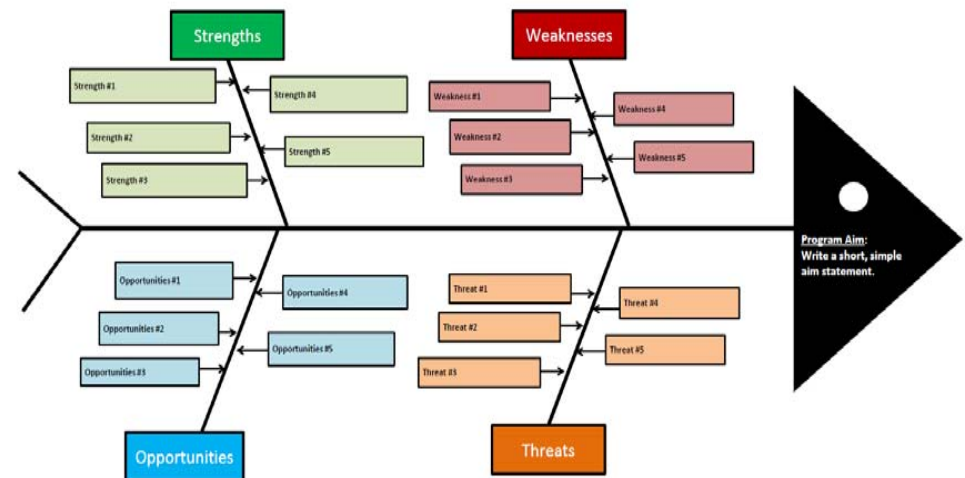 Strengths
Strength #1
Strength #4
Strength #2
Strength #5
Strength #3
Weaknesses
Weakness #1
Weakness #4
Weakness #2
Weakness #5
Weakness #3
Program Aim:
Write a short, simple
aim statement.
Opportunities #1
Opportunities #4
Opportunities #2
Opportunities #5
Opportunities #3
Opportunities
Threat #1
Threat #4
Threat #2
Threat #5
Threat #3
Threats